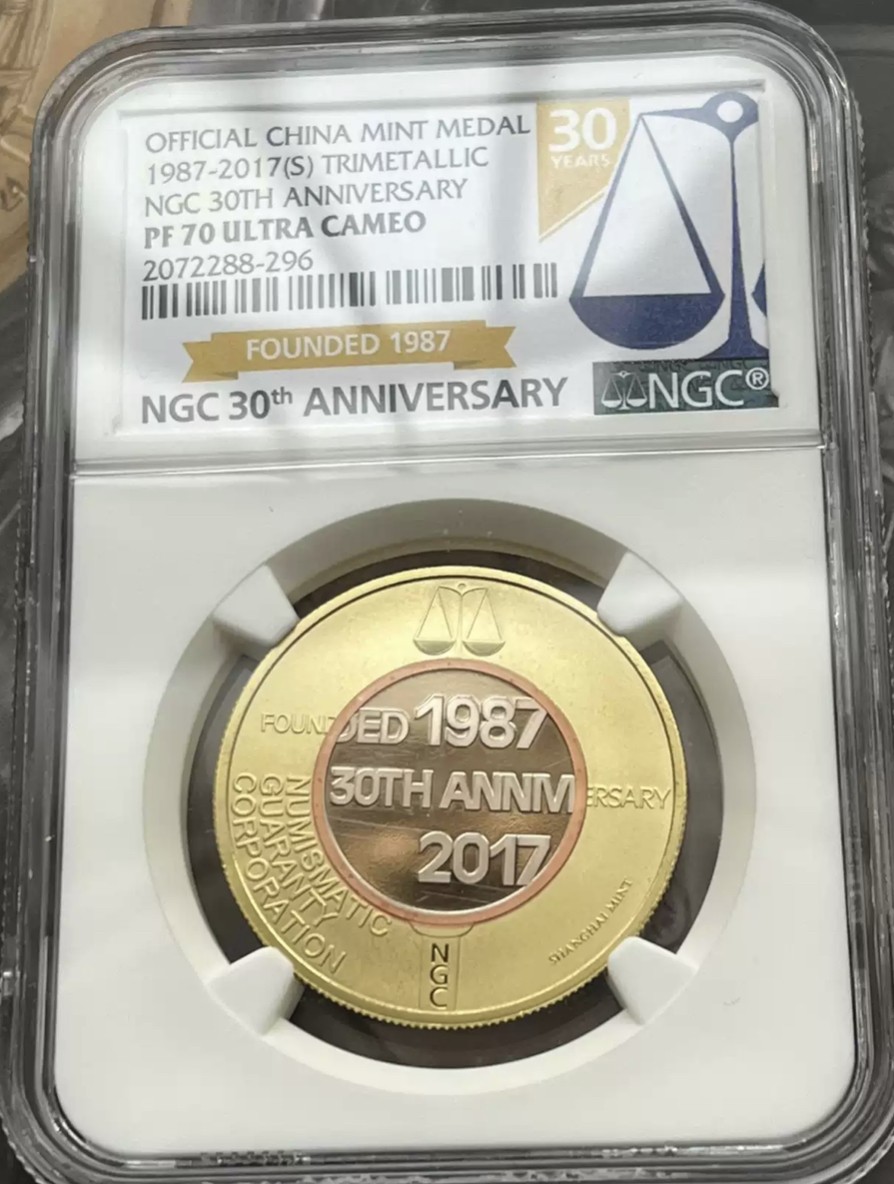 OFFICIAL CHINA MINT MEDAL
1987-2017(S) TRIMETALLIC
NGC 30TH ANNIVERSARY
PF 70 ULTRA CAMEO
2072288-296
30
YEARS
FOUNDED 1987
NGC 30th ANNIVERSARY
NGC®
FOUNDED 1987
30TH ANNIVERSARY
2017
NUMISMATIC
GUARANTY
CORPORATION
SHANGHAI MINT
NGC